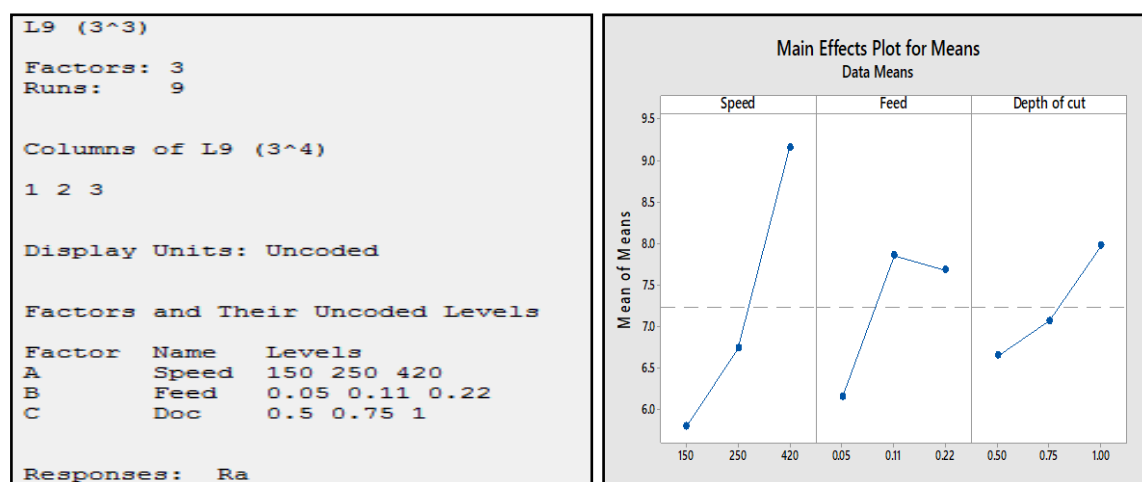 L9 (3^3)
Factors: 3
Runs: 9
Columns of L9 (3^4)
1 2 3
Display Units: Uncoded
Factors and Their Uncoded Levels
Factor Name Levels
A Speed 150 250 420
B Feed 0.05 0.11 0.22
C Doc 0.5 0.75 1
Responses: Ra
Main Effects Plot for Means
Data Means
Speed Feed Depth of cut
Mean of Means
9.5
9.0
8.5
8.0
7.5
7.0
6.5
6.0
150 250 420 0.05 0.11 0.22 0.50 0.75 1.00